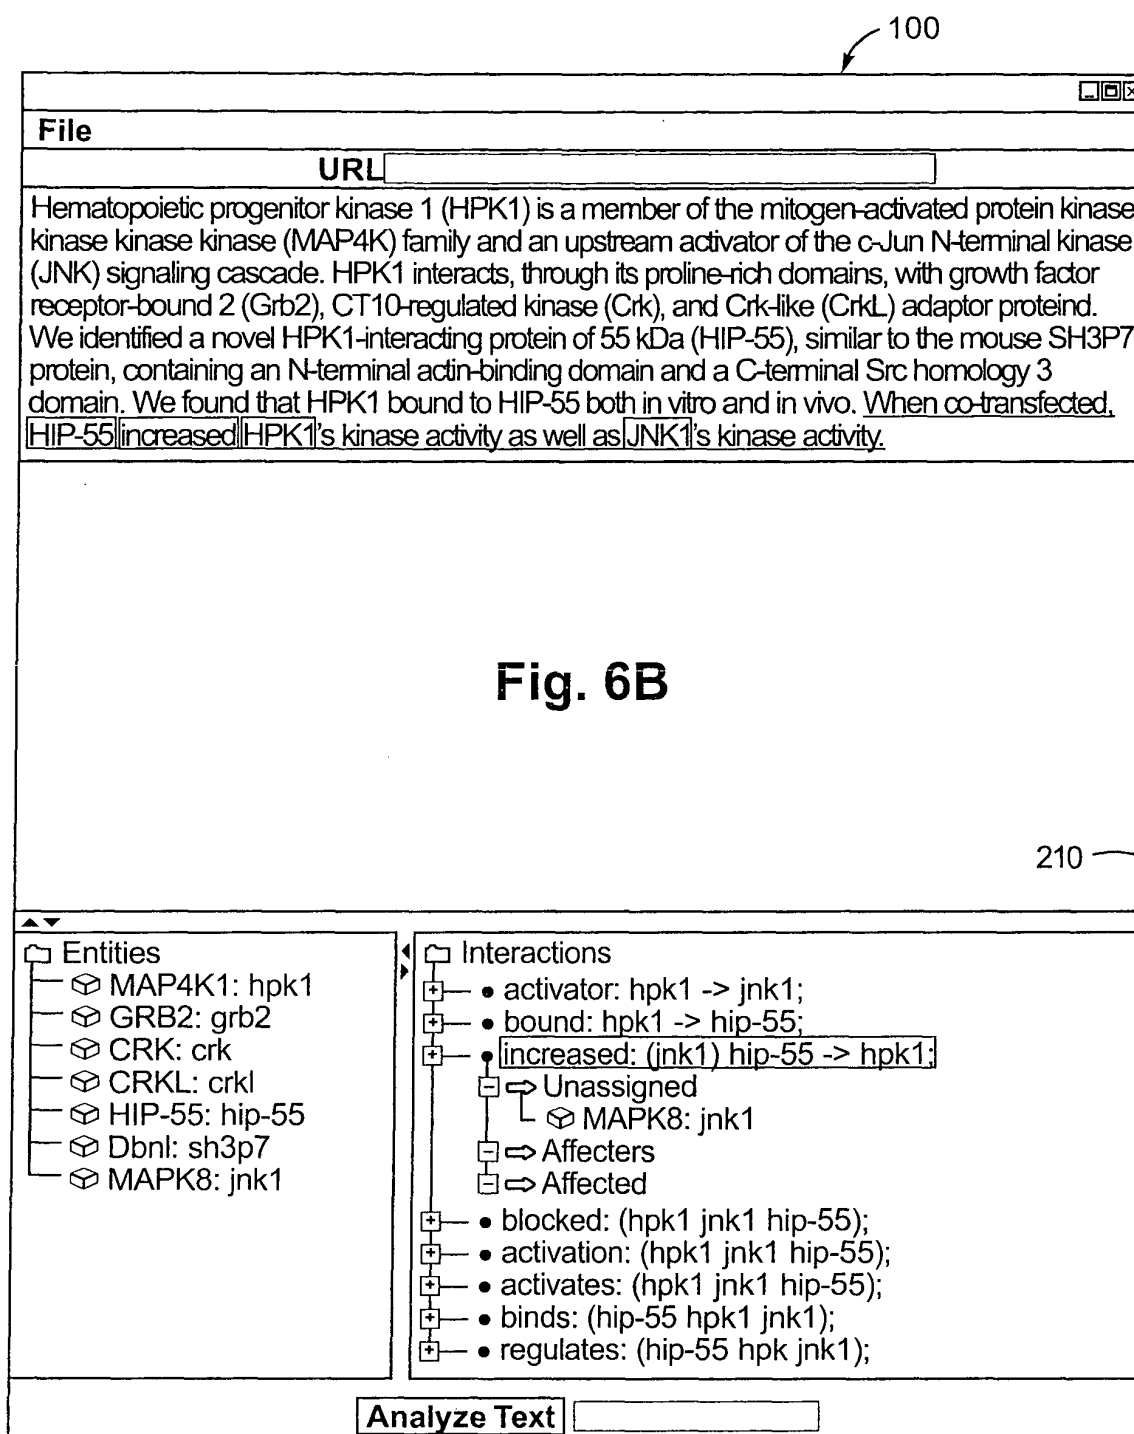 100
File
URL
Hematopoietic progenitor kinase 1 (HPK1) is a member of the mitogen-activated protein kinase
kinase kinase kinase (MAP4K) family and an upstream activator of the c-Jun N-terminal kinase
(JNK) signaling cascade. HPK1 interacts, through its proline-rich domains, with growth factor
receptor-bound 2 (Grb2), CT10-regulated kinase (Crk), and Crk-like (CrkL) adaptor proteind.
We identified a novel HPK1-interacting protein of 55 kDa (HIP-55), similar to the mouse SH3P7
protein, containing an N-terminal actin-binding domain and a C-terminal Src homology 3
domain. We found that HPK1 bound to HIP-55 both in vitro and in vivo. When co-transfected,
HIP-55 increased HPK1's kinase activity as well as JNK1's kinase activity.
Fig. 6B
210
Entities
MAP4K1: hpk1
GRB2: grb2
CRK: crk
CRKL: crkl
HIP-55: hip-55
Dbnl: sh3p7
MAPK8: jnk1
Interactions
activator: hpk1 -> jnk1;
bound: hpk1 -> hip-55;
increased: (jnk1) hip-55 -> hpk1;
Unassigned
MAPK8: jnk1
Affecters
Affected
blocked: (hpk1 jnk1 hip-55);
activation: (hpk1 jnk1 hip-55);
activates: (hpk1 jnk1 hip-55);
binds: (hip-55 hpk1 jnk1);
regulates: (hip-55 hpk jnk1);
Analyze Text